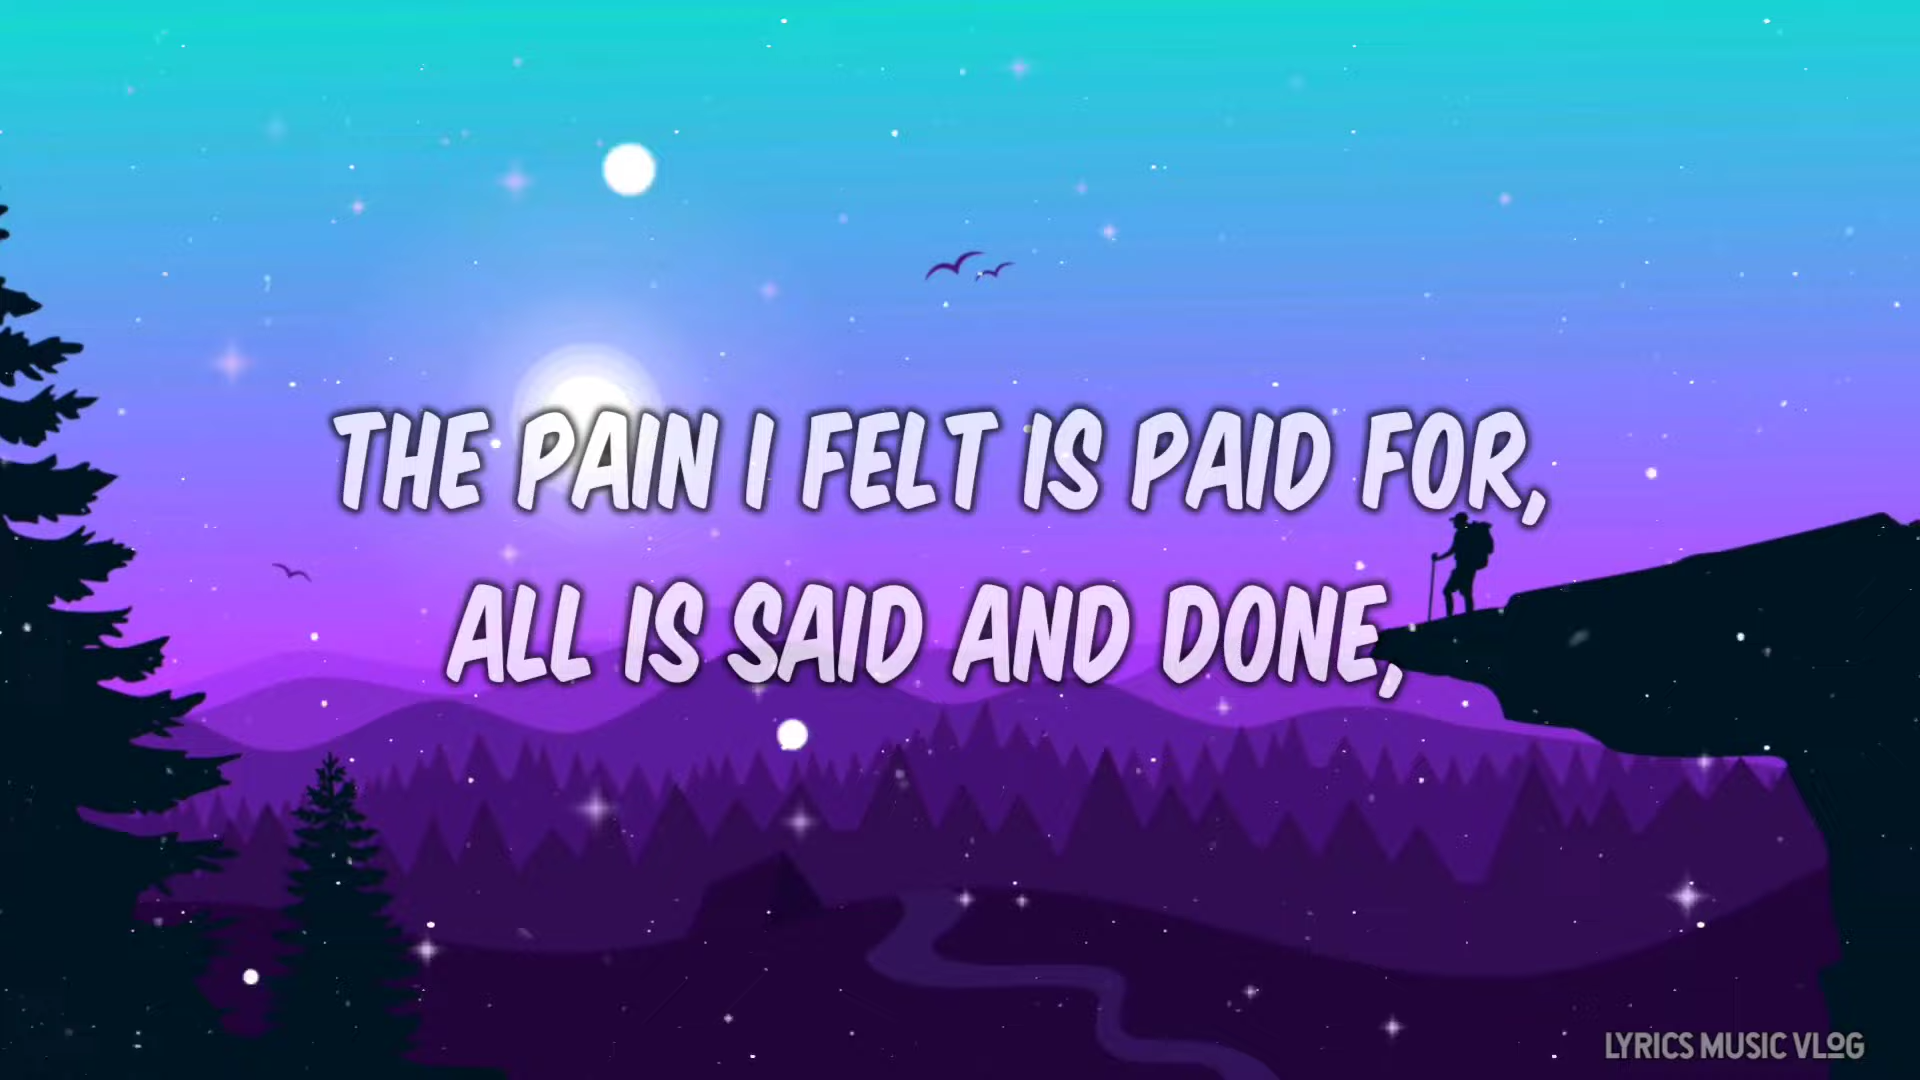 THE PAIN I FELT IS PAID FOR,
ALL IS SAID AND DONE,
LYRICS MUSIC VLOG